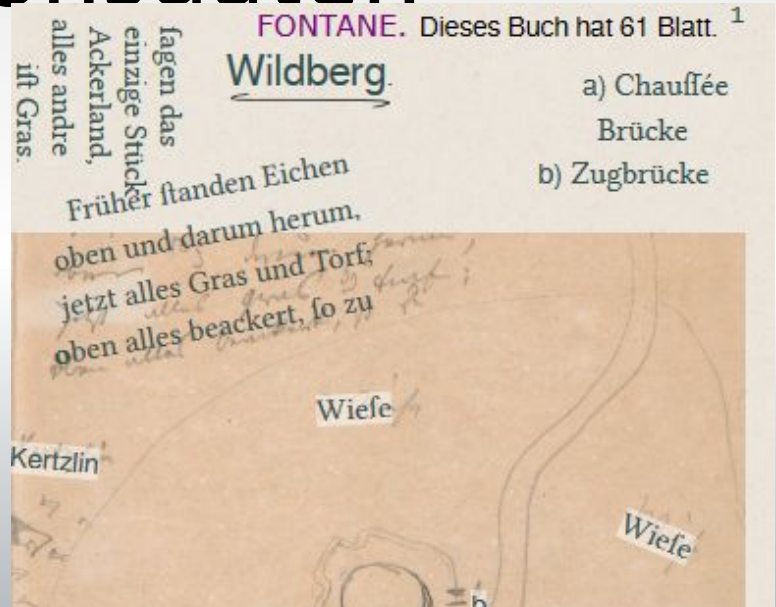 FONTANE. Dieses Buch hat 61 Blatt. 1
Wildberg.
a) Chauſſée
Brücke
b) Zugbrücke
Früher ſtanden Eichen
oben und darum herum,
jetzt alles Gras und Torf;
oben alles beackert, ſo zu
ſagen das
einzige Stück
Ackerland,
alles andre
iſt Gras.
Wieſe
Kertzlin
Wieſe
b